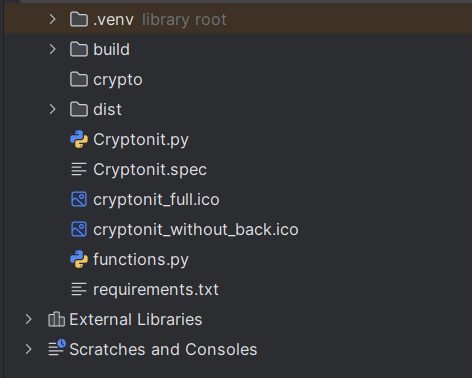 .venv library root
build
crypto
dist
Cryptonit.py
Cryptonit.spec
cryptonit_full.ico
cryptonit_without_back.ico
functions.py
requirements.txt
External Libraries
Scratches and Consoles